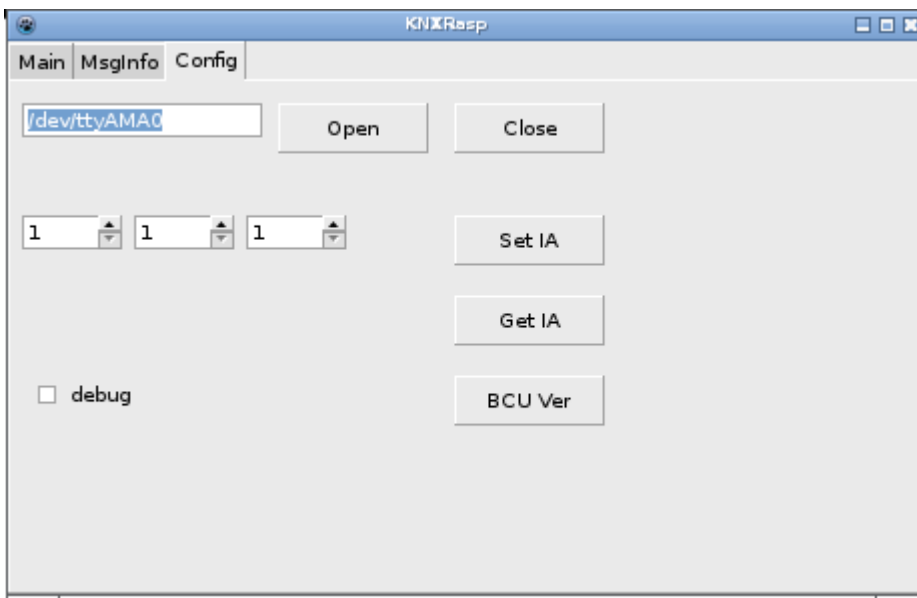 KNXRasp
Main MsgInfo Config
/dev/ttyAMA0 Open Close
1 1 1 Set IA
Get IA
debug BCU Ver